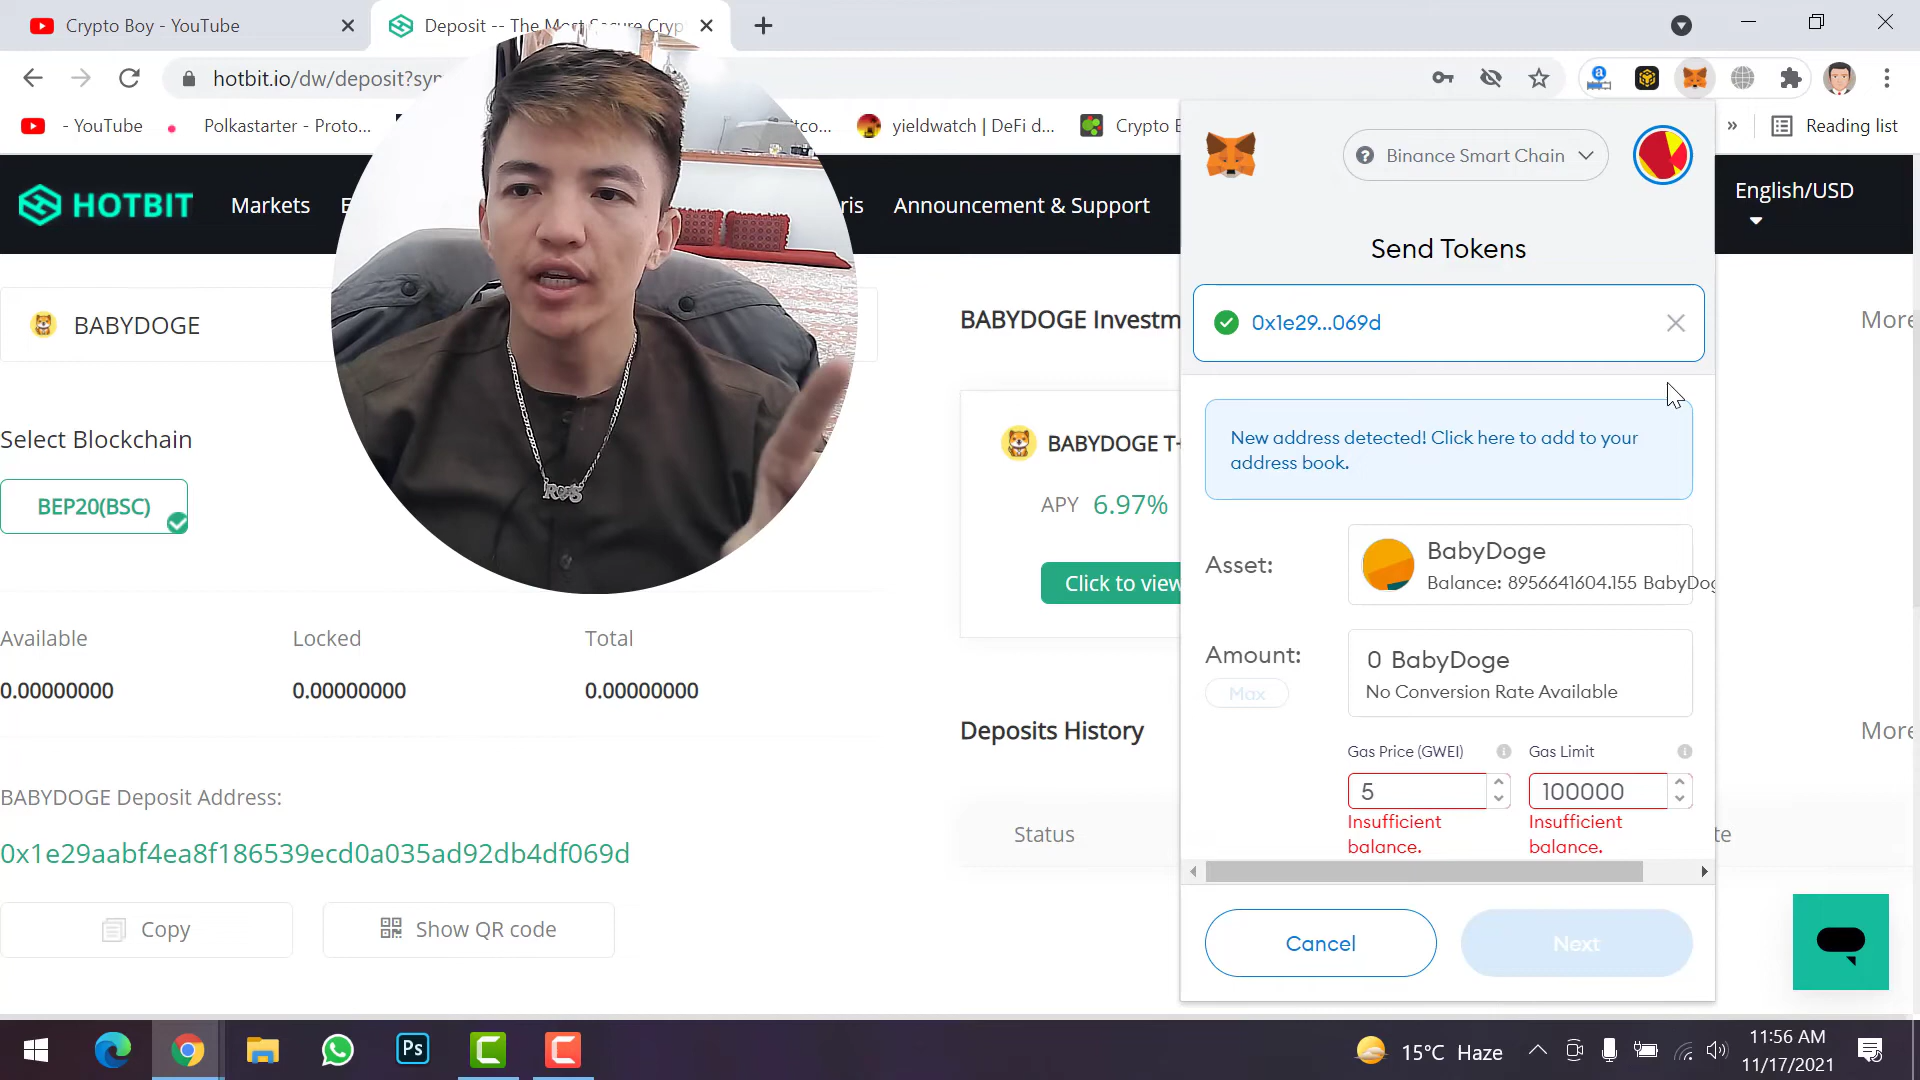 Crypto Boy - YouTube
Deposit -- The Most Secure Cryp
hotbit.io/dw/deposit?syn
- YouTube
Polkastarter - Proto...
tco...
yieldwatch | DeFi d...
Crypto B
»
Reading list
HOTBIT
Markets
E
ris
Announcement & Support
English/USD
BABYDOGE
Select Blockchain
BEP20(BSC)
Available
Locked
Total
0.00000000
0.00000000
0.00000000
BABYDOGE Deposit Address:
0x1e29aabf4ea8f186539ecd0a035ad92db4df069d
Copy
Show QR code
BABYDOGE Investm
More
BABYDOGE T+
APY 6.97%
Click to view
Deposits History
More
Status
te
Binance Smart Chain
Send Tokens
0x1e29...069d
New address detected! Click here to add to your
address book.
Asset:
BabyDoge
Balance: 8956641604.155 BabyDog
Amount:
Max
0 BabyDoge
No Conversion Rate Available
Gas Price (GWEI)
Gas Limit
5
100000
Insufficient
balance.
Insufficient
balance.
Cancel
Next
Ps
15°C Haze
11:56 AM
11/17/2021